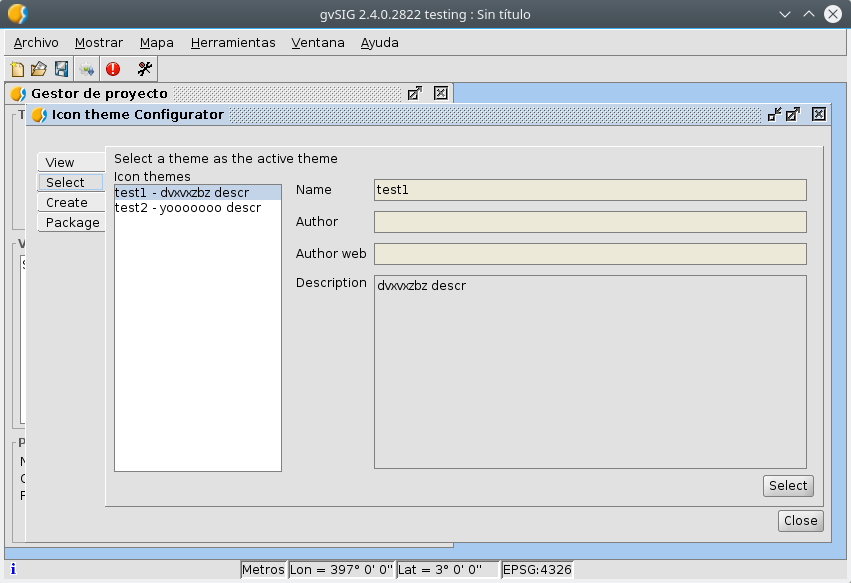 gvSIG 2.4.0.2822 testing : Sin título
Archivo Mostrar Mapa Herramientas Ventana Ayuda
Gestor de proyecto
Icon theme Configurator
View
Select
Create
Package
Select a theme as the active theme
Icon themes
test1 - dvxvxzbz descr
test2 - yooooooo descr
Name test1
Author
Author web
Description dvxvxzbz descr
Select
Close
Metros Lon = 397° 0' 0'' Lat = 3° 0' 0'' EPSG:4326